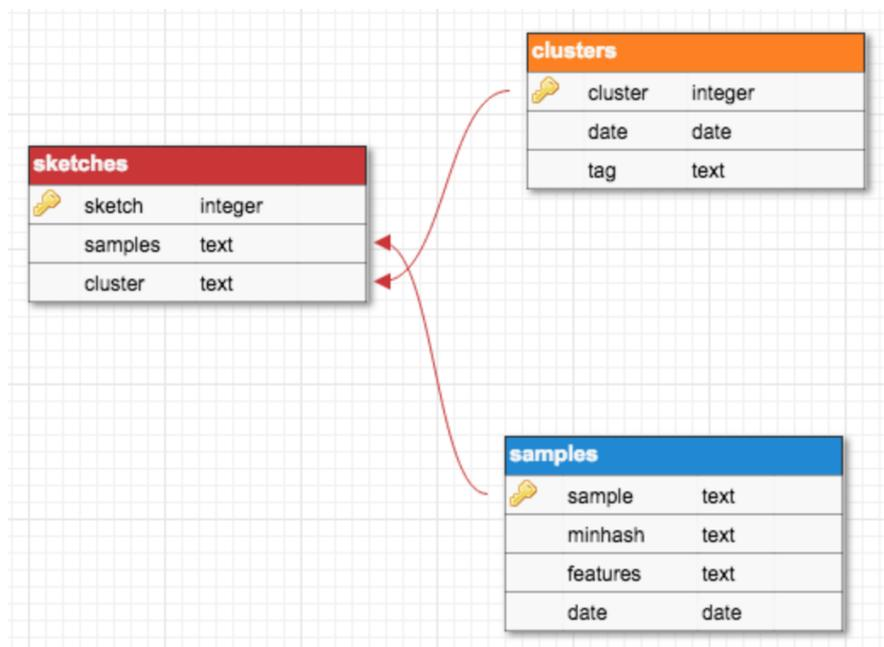 clusters
cluster integer
date date
tag text
sketches
sketch integer
samples text
cluster text
samples
sample text
minhash text
features text
date date